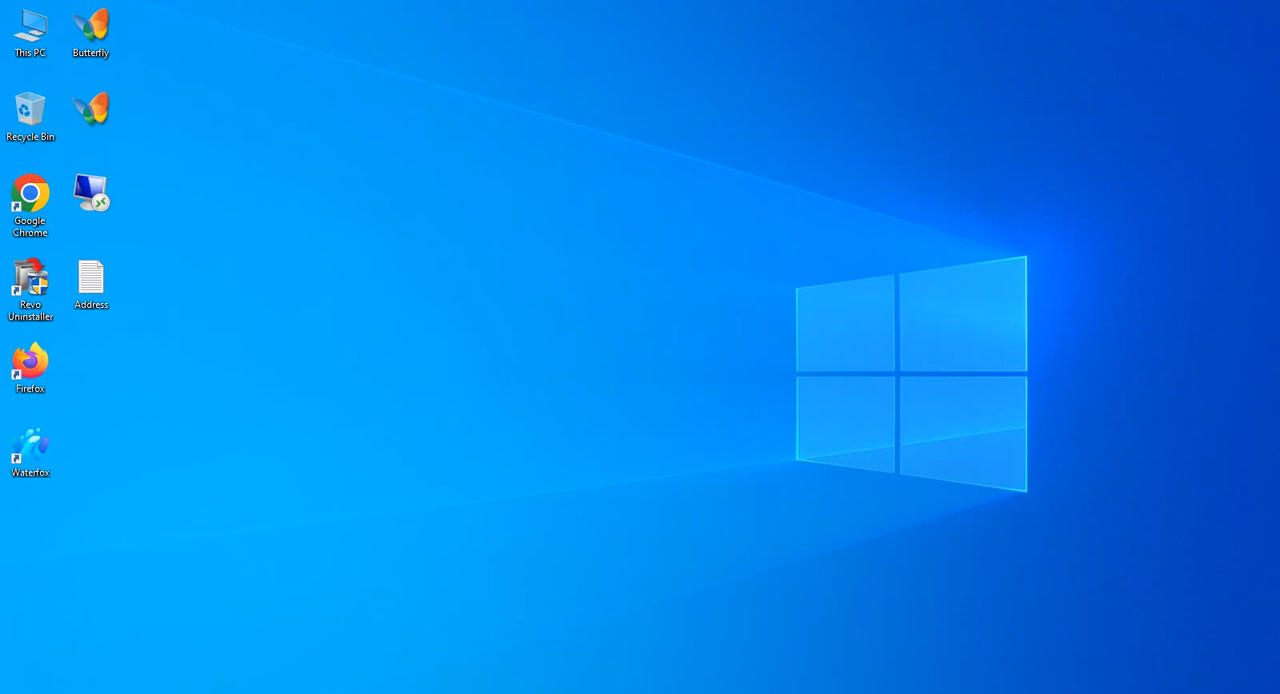 This PC
Butterfly
Recycle Bin
Google
Chrome
Revo
Uninstaller
Address
Firefox
Waterfox